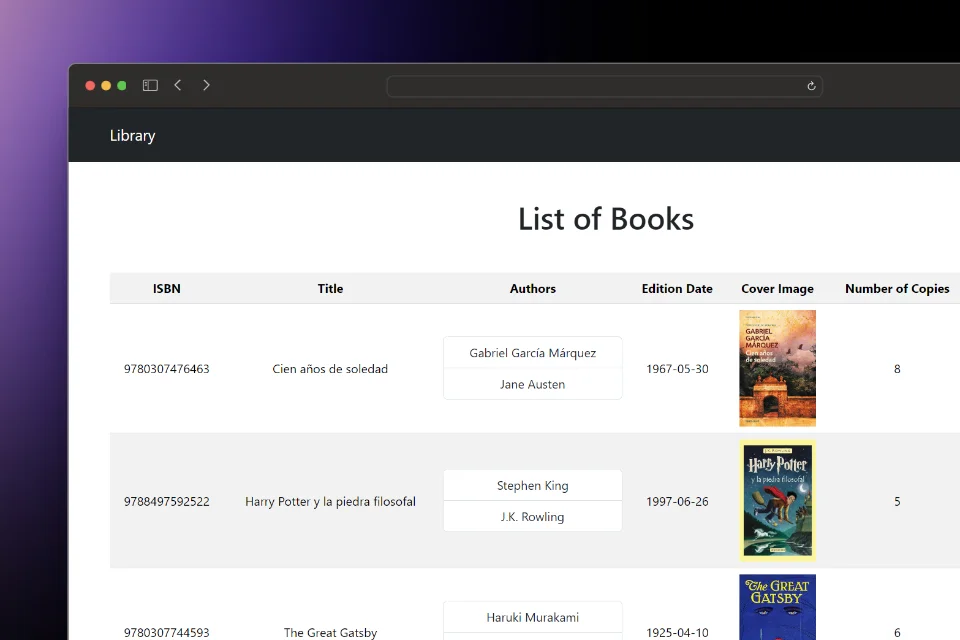 Library
List of Books
ISBN Title Authors Edition Date Cover Image Number of Copies
9780307476463 Cien años de soledad Gabriel García Márquez Jane Austen 1967-05-30 8
GABRIEL
GARCÍA
MÁRQUEZ
Cien años
de soledad
9788497592522 Harry Potter y la piedra filosofal Stephen King J.K. Rowling 1997-06-26 5
Harry Potter
y la piedra filosofal
9780307744593 The Great Gatsby Haruki Murakami 1925-04-10 6
The GREAT
GATSBY